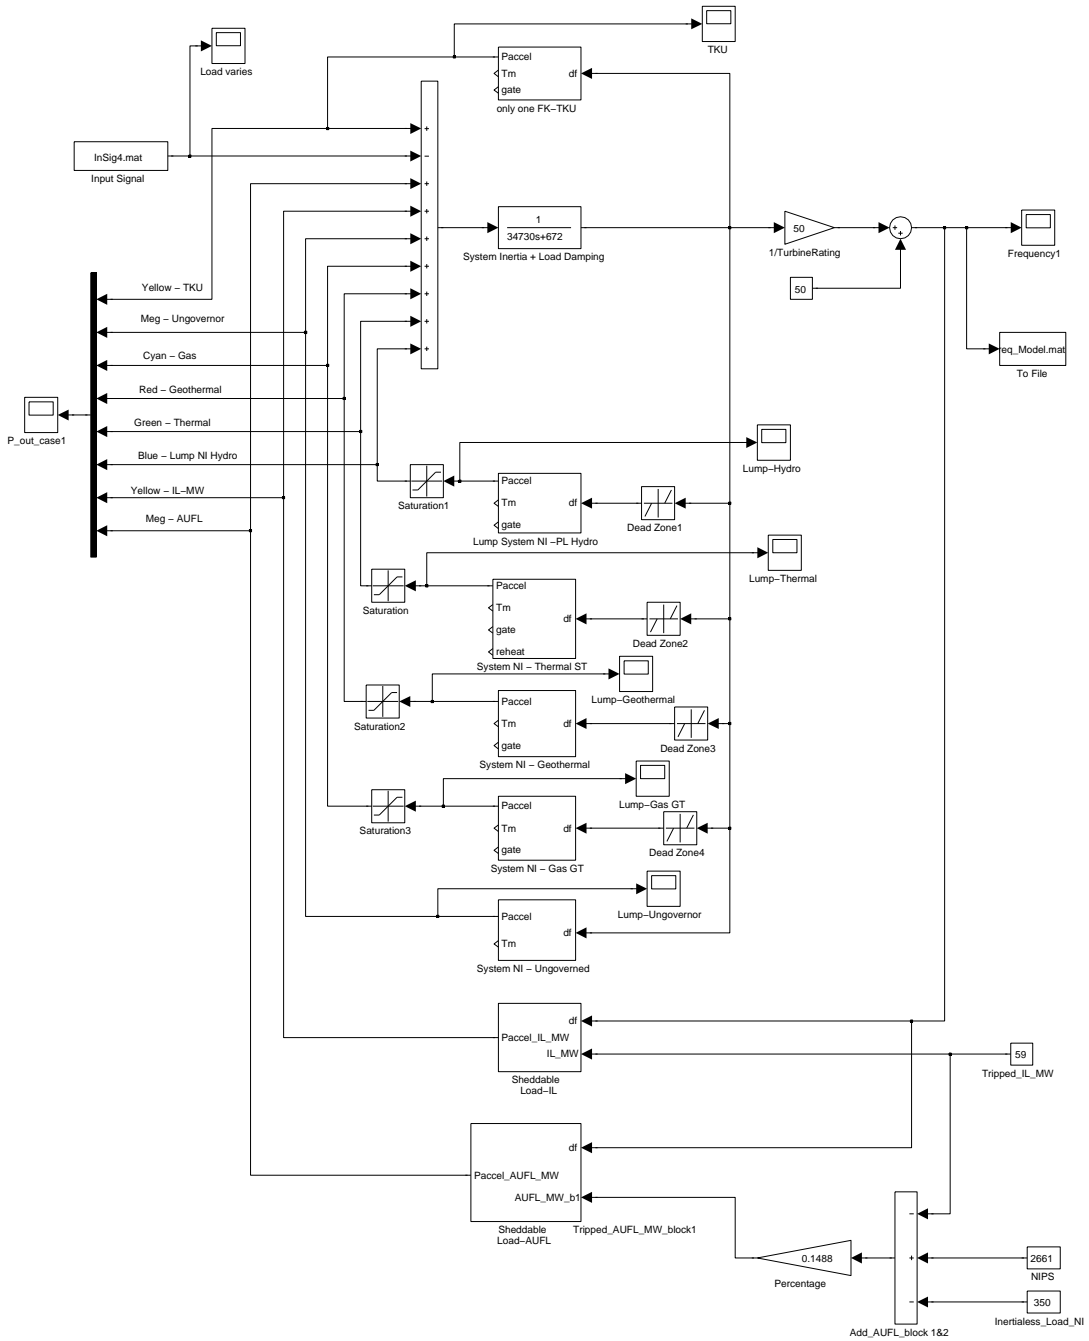 TKU
Load varies
Paccel
Tm
gate
df
only one FK−TKU
+
−
+
+
+
+
+
+
+
InSig4.mat
Input Signal
1
34730s+672
System Inertia + Load Damping
50
1/TurbineRating
+
+
Frequency1
50
eq_Model.mat
To File
Yellow − TKU
Meg − Ungovernor
Cyan − Gas
Red − Geothermal
Green − Thermal
Blue − Lump NI Hydro
Yellow − IL−MW
Meg − AUFL
P_out_case1
Lump−Hydro
Saturation1
Paccel
Tm
gate
df
Lump System NI −PL Hydro
Dead Zone1
Lump−Thermal
Saturation
Paccel
Tm
gate
reheat
df
System NI − Thermal ST
Dead Zone2
Lump−Geothermal
Saturation2
Paccel
Tm
gate
df
System NI − Geothermal
Dead Zone3
Lump−Gas GT
Saturation3
Paccel
Tm
gate
df
System NI − Gas GT
Dead Zone4
Lump−Ungovernor
Paccel
Tm
df
System NI − Ungoverned
df
Paccel_IL_MW
IL_MW
Sheddable
Load−IL
59
Tripped_IL_MW
df
Paccel_AUFL_MW
AUFL_MW_b1
Sheddable
Load−AUFL
Tripped_AUFL_MW_block1
0.1488
Percentage
−
+
−
Add_AUFL_block 1&2
2661
NIPS
350
Inertialess_Load_NI